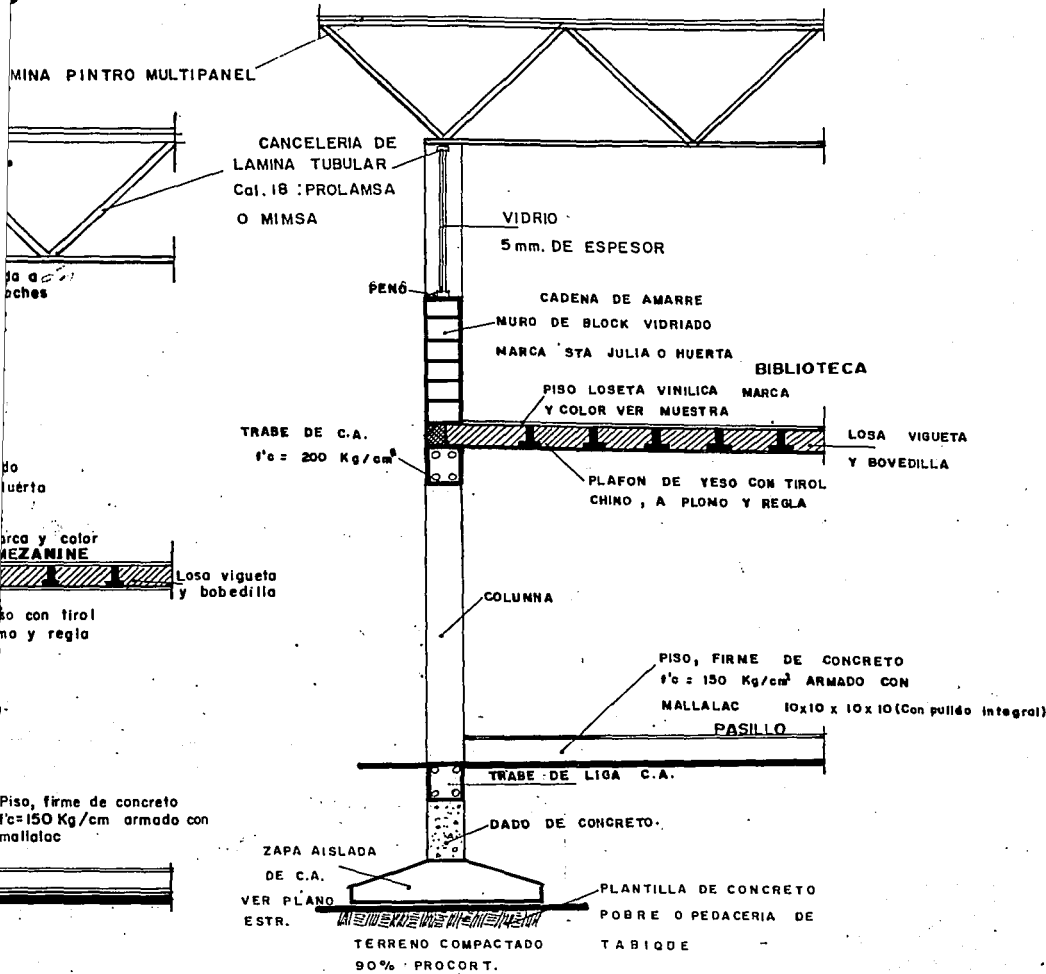 MINA PINTRO MULTIPANEL
CANCELERIA DE
LAMINA TUBULAR
Cal. 18 : PROLAMSA
O MIMSA
VIDRIO
5 mm. DE ESPESOR
da a
oches
PENÓ
CADENA DE AMARRE
MURO DE BLOCK VIDRIADO
MARCA STA JULIA O HUERTA
BIBLIOTECA
PISO LOSETA VINILICA MARCA
Y COLOR VER MUESTRA
TRABE DE C.A.
f'c = 200 Kg/cm²
LOSA VIGUETA
Y BOVEDILLA
PLAFON DE YESO CON TIROL
CHINO, A PLOMO Y REGLA
do
luérta
arca y color
MEZANINE
Losa vigueta
y bobedilla
so con tirol
mo y regla
COLUMNA
PISO, FIRME DE CONCRETO
f'c = 150 Kg/cm² ARMADO CON
MALLALAC 10x10 x 10x10 (Con pulido integral)
PASILLO
TRABE DE LIGA C.A.
Piso, firme de concreto
f'c=150 Kg/cm armado con
mallalac
DADO DE CONCRETO.
ZAPA AISLADA
DE C.A.
VER PLANO
ESTR.
PLANTILLA DE CONCRETO
POBRE O PEDACERIA DE
TABIQUE
TERRENO COMPACTADO
90% PROCORT.